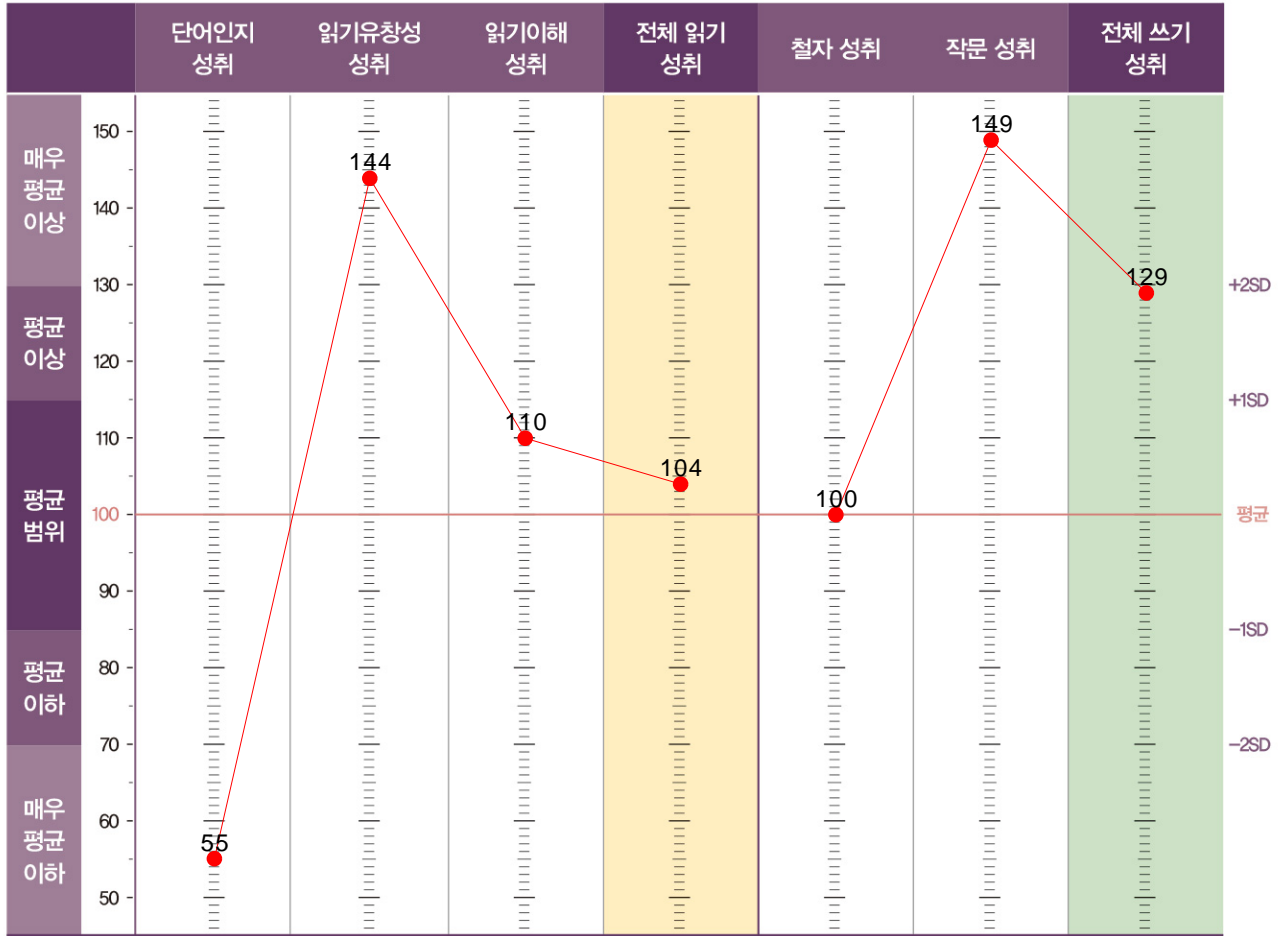 단어인지
성취
읽기유창성
성취
읽기이해
성취
전체 읽기
성취
철자 성취
작문 성취
전체 쓰기
성취
매우
평균
이상
평균
이상
평균
범위
평균
이하
매우
평균
이하
150
140
130
120
110
100
90
80
70
60
50
55
144
110
104
100
149
129
+2SD
+1SD
평균
-1SD
-2SD